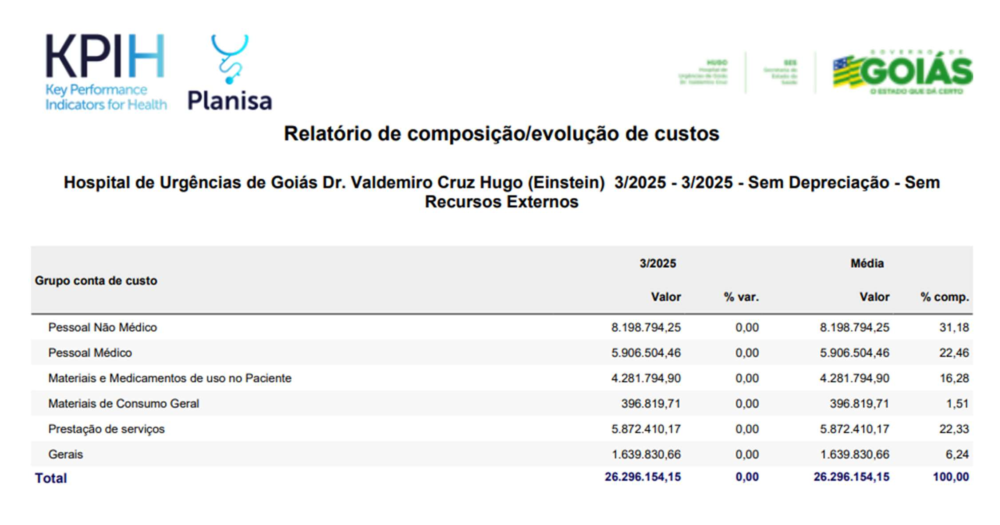 KPIH
Key Performance
Indicators for Health
Planisa
HUGO
Hospital de
Urgências de Goiás
Dr. Valdemiro Cruz
SES
Secretaria de
Estado da
Saúde
GOVERNO DE
GOIÁS
O ESTADO QUE DÁ CERTO
Relatório de composição/evolução de custos
Hospital de Urgências de Goiás Dr. Valdemiro Cruz Hugo (Einstein) 3/2025 - 3/2025 - Sem Depreciação - Sem
Recursos Externos
3/2025 Média
Grupo conta de custo
Valor % var. Valor % comp.
Pessoal Não Médico 8.198.794,25 0,00 8.198.794,25 31,18
Pessoal Médico 5.906.504,46 0,00 5.906.504,46 22,46
Materiais e Medicamentos de uso no Paciente 4.281.794,90 0,00 4.281.794,90 16,28
Materiais de Consumo Geral 396.819,71 0,00 396.819,71 1,51
Prestação de serviços 5.872.410,17 0,00 5.872.410,17 22,33
Gerais 1.639.830,66 0,00 1.639.830,66 6,24
Total 26.296.154,15 0,00 26.296.154,15 100,00